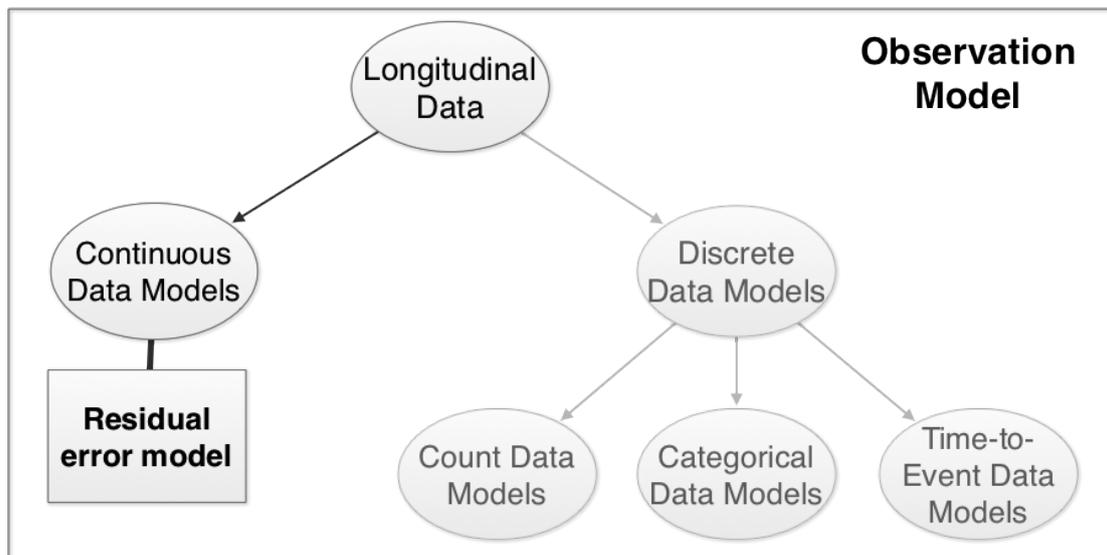 Observation
Model
Longitudinal
Data
Continuous
Data Models
Discrete
Data Models
Residual
error model
Count Data
Models
Categorical
Data Models
Time-to-
Event Data
Models